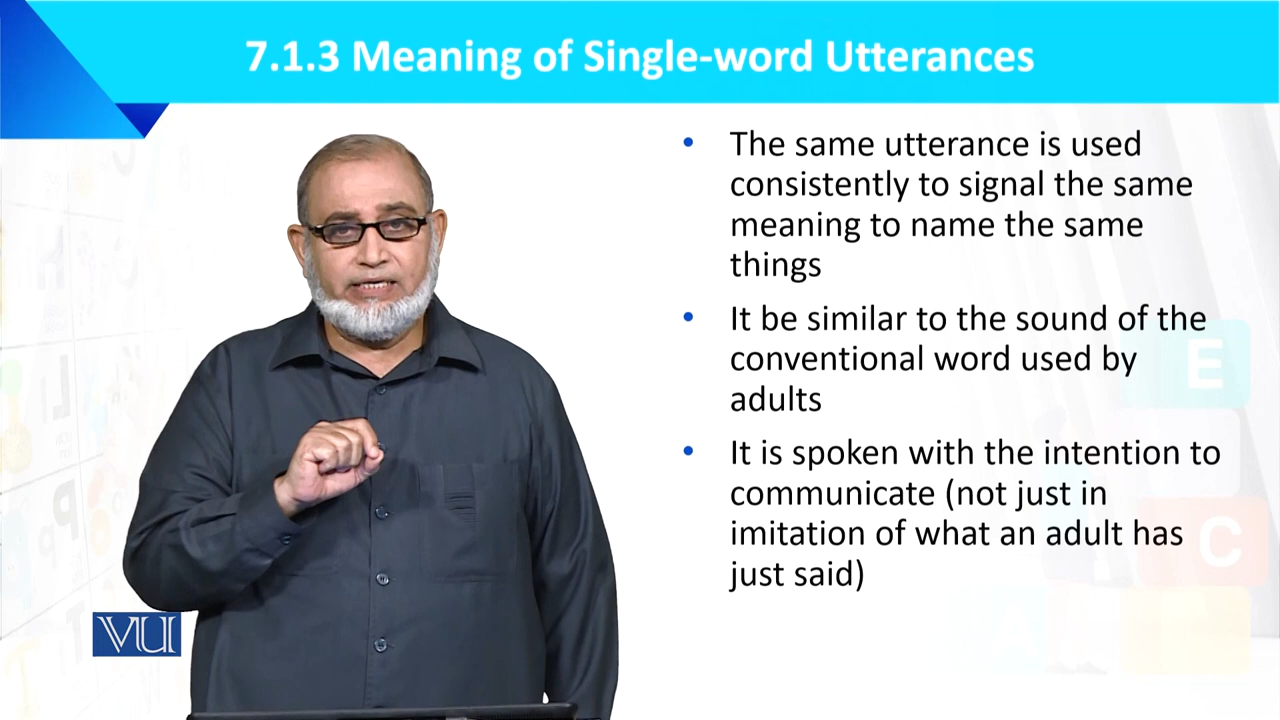 7.1.3 Meaning of Single-word Utterances
• The same utterance is used
consistently to signal the same
meaning to name the same
things
• It be similar to the sound of the
conventional word used by
adults
• It is spoken with the intention to
communicate (not just in
imitation of what an adult has
just said)
VU
E
C
A